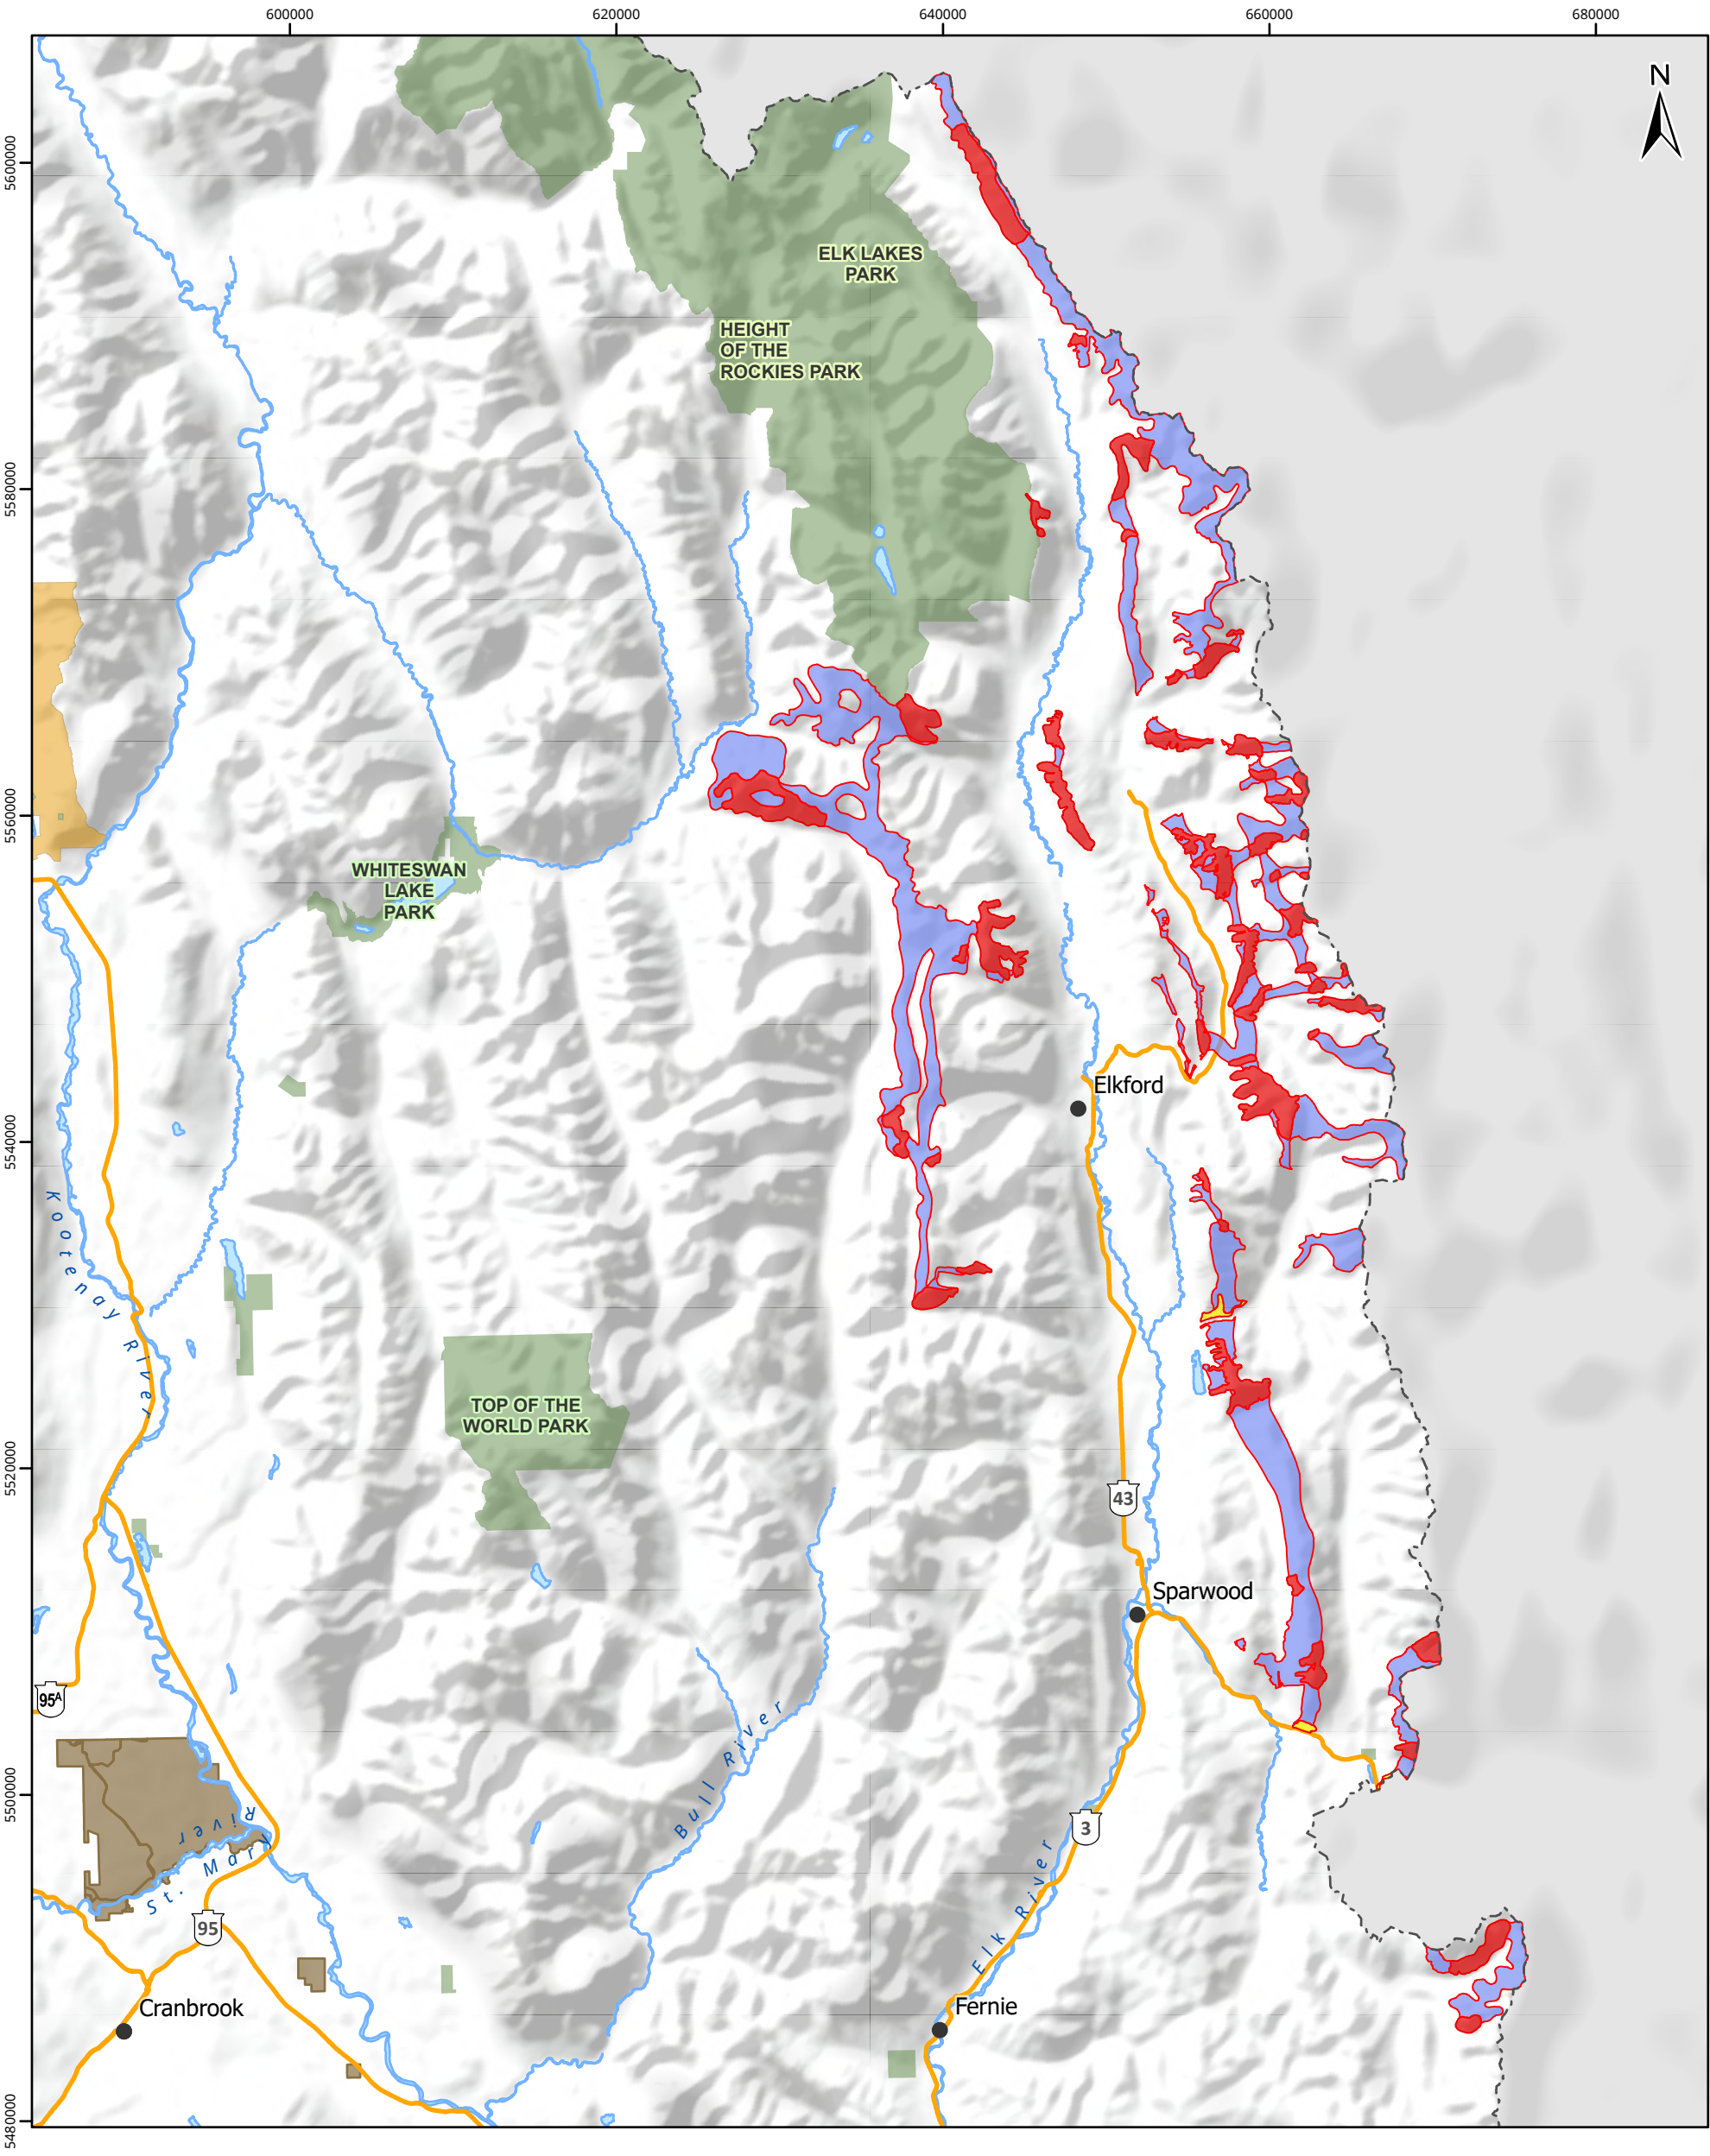 600000
620000
640000
660000
680000
N
5600000
ELK LAKES
PARK
HEIGHT
OF THE
ROCKIES PARK
5580000
5560000
WHITESWAN
LAKE
PARK
Elkford
5540000
Kootenay River
TOP OF THE
WORLD PARK
5520000
43
Sparwood
95A
Bull River
5500000
St. Mary River
3
Elk River
95
Cranbrook
Fernie
5480000